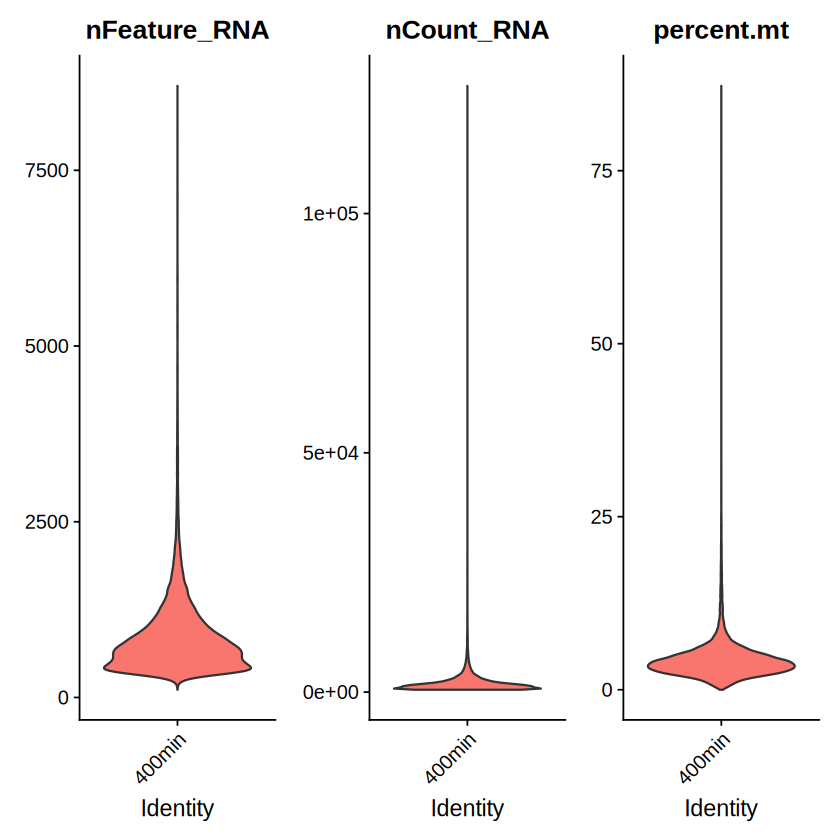 nFeature_RNA
7500
5000
2500
0
400min
Identity
nCount_RNA
1e+05
5e+04
0e+00
400min
Identity
percent.mt
75
50
25
0
400min
Identity